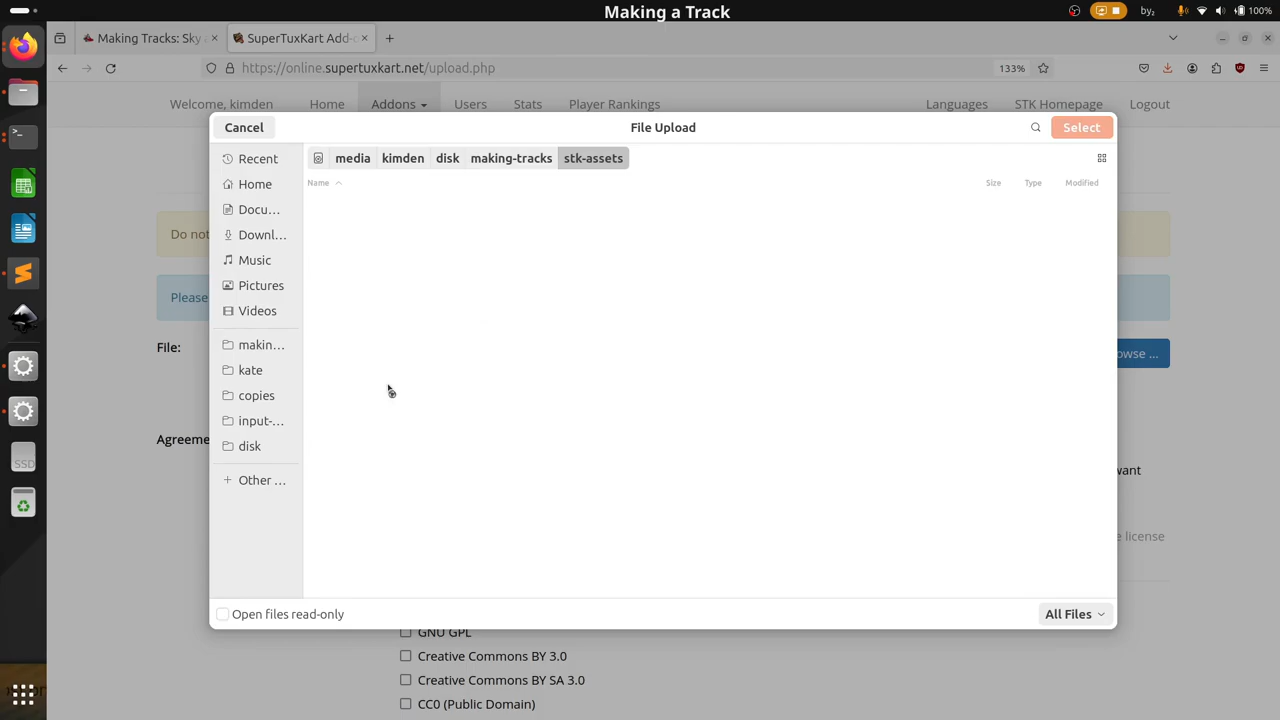 Making a Track
by₂
100%
Making Tracks: Sky a
SuperTuxKart Add-o
https://online.supertuxkart.net/upload.php
133%
Welcome, kimden
Home
Addons
Users
Stats
Player Rankings
Languages
STK Homepage
Logout
Cancel
File Upload
Select
Recent
Home
Docu...
Downl...
Music
Pictures
Videos
makin...
kate
copies
input-...
disk
Other ...
media
kimden
disk
making-tracks
stk-assets
Name
Size
Type
Modified
Do not
Please
File:
owse ...
Agreeme
want
e license
Open files read-only
All Files
GNU GPL
Creative Commons BY 3.0
Creative Commons BY SA 3.0
CC0 (Public Domain)
SSD